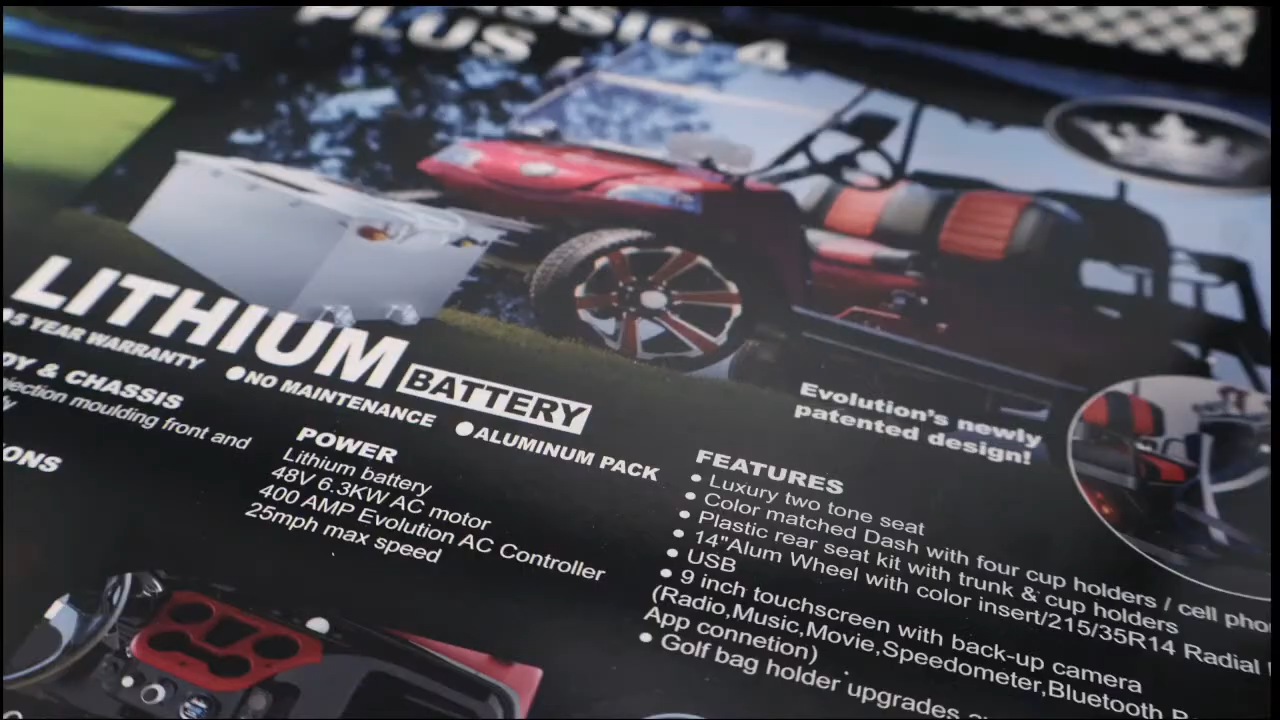 PLUS
LITHIUM BATTERY
5 YEAR WARRANTY ●NO MAINTENANCE ●ALUMINUM PACK
& CHASSIS
moulding front and
POWER
Lithium battery
48V 6.3KW AC motor
400 AMP Evolution AC Controller
25mph max speed
Evolution's newly
patented design!
FEATURES
● Luxury two tone seat
● Color matched Dash with four cup holders / cell
● Plastic rear seat kit with trunk & cup holders
● 14"Alum Wheel with color insert/215/35R14 Radial
● USB
● 9 inch touchscreen with back-up camera
(Radio,Music,Movie,Speedometer,Bluetooth
App connetion)
● Golf bag holder upgrades